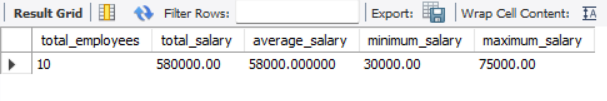 Result Grid Filter Rows: Export: Wrap Cell Content: IA
total_employees total_salary average_salary minimum_salary maximum_salary
10 580000.00 58000.000000 30000.00 75000.00